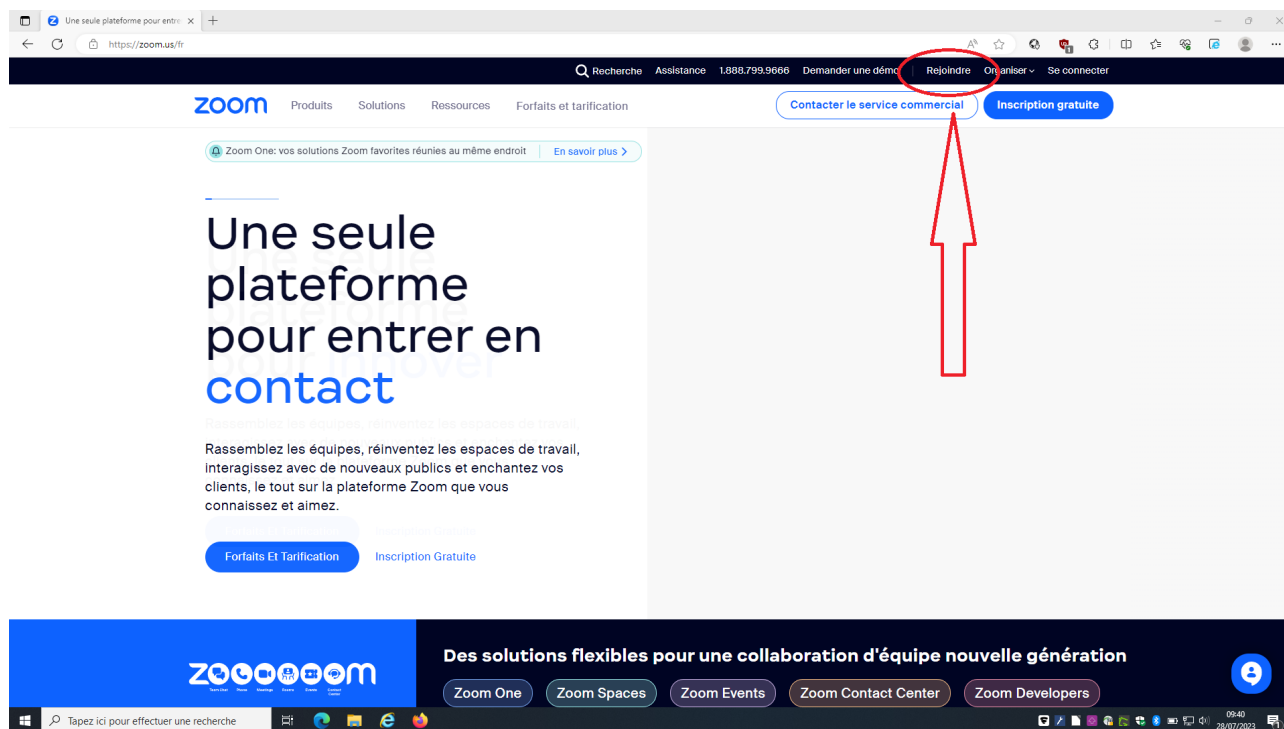 Une seule plateforme pour entre
https://zoom.us/fr
Recherche Assistance 1.888.799.9666 Demander une démo Rejoindre Organiser Se connecter
zoom Produits Solutions Ressources Forfaits et tarification Contacter le service commercial Inscription gratuite
Zoom One: vos solutions Zoom favorites réunies au même endroit En savoir plus
Une seule
plateforme
pour entrer en
contact
Rassemblez les équipes, réinventez les espaces de travail,
interagissez avec de nouveaux publics et enchantez vos
clients, le tout sur la plateforme Zoom que vous
connaissez et aimez.
Forfaits Et Tarification Inscription Gratuite
Des solutions flexibles pour une collaboration d'équipe nouvelle génération
Zoom One Zoom Spaces Zoom Events Zoom Contact Center Zoom Developers
Tapez ici pour effectuer une recherche
09:40
28/07/2023